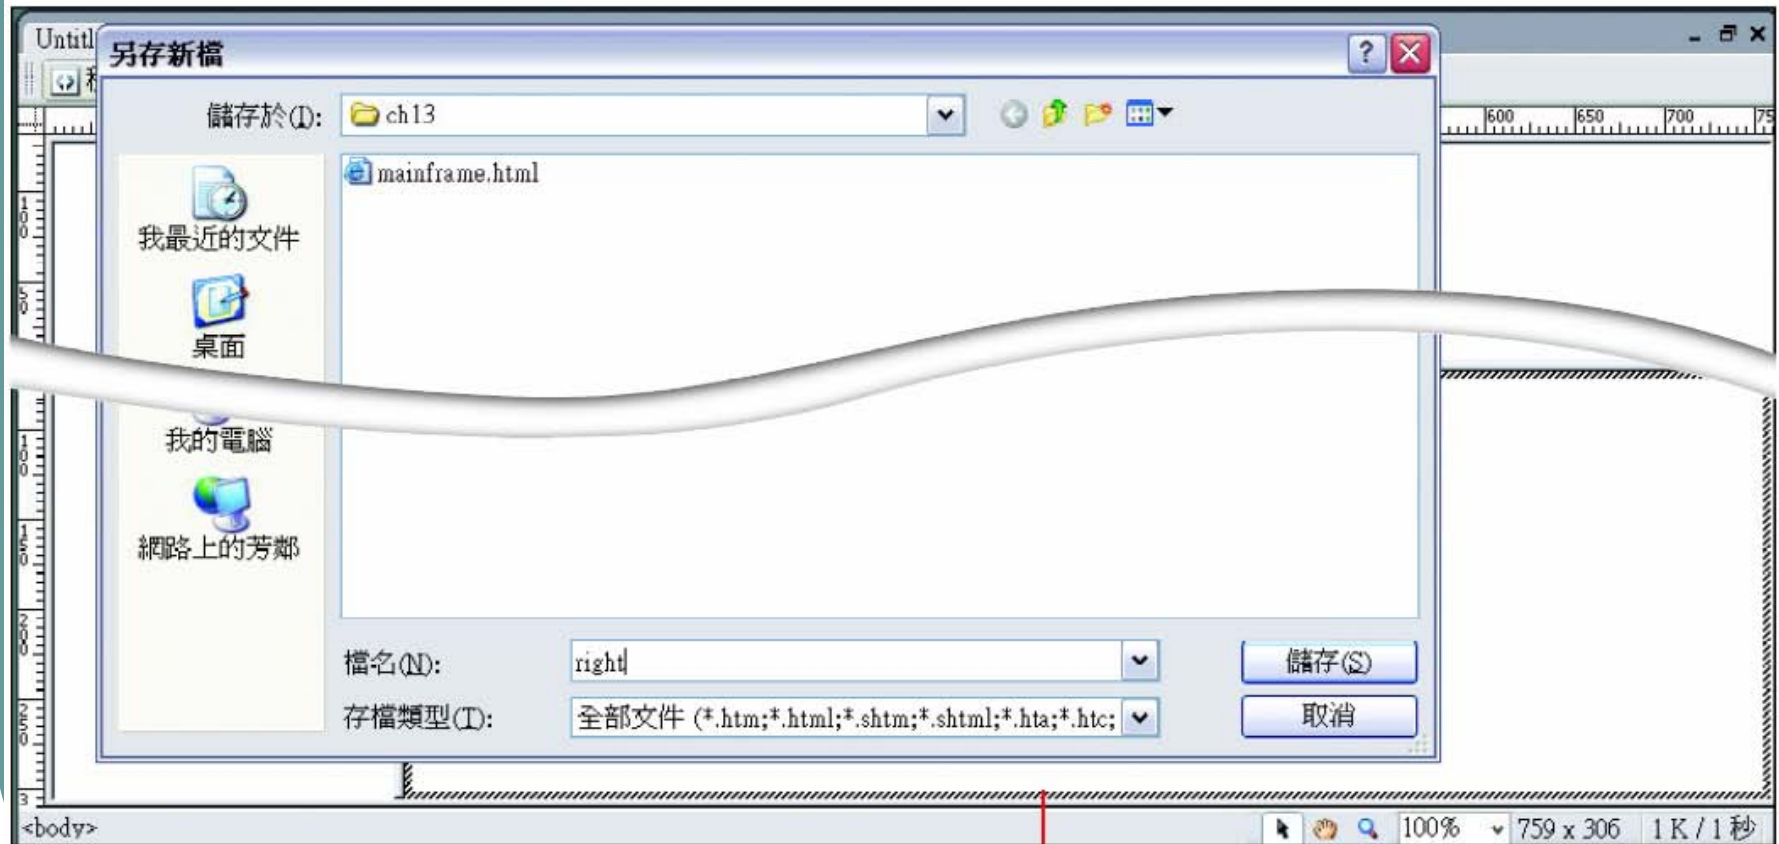 Untitl
另存新檔
儲存於(I):
ch13
600 650 700 75
mainframe.html
我最近的文件
桌面
我的電腦
網路上的芳鄰
檔名(N):
right
儲存(S)
存檔類型(T):
全部文件 (*.htm;*.html;*.shtm;*.shtml;*.hta;*.htc;
取消
<body>
100%
759 x 306
1 K / 1 秒